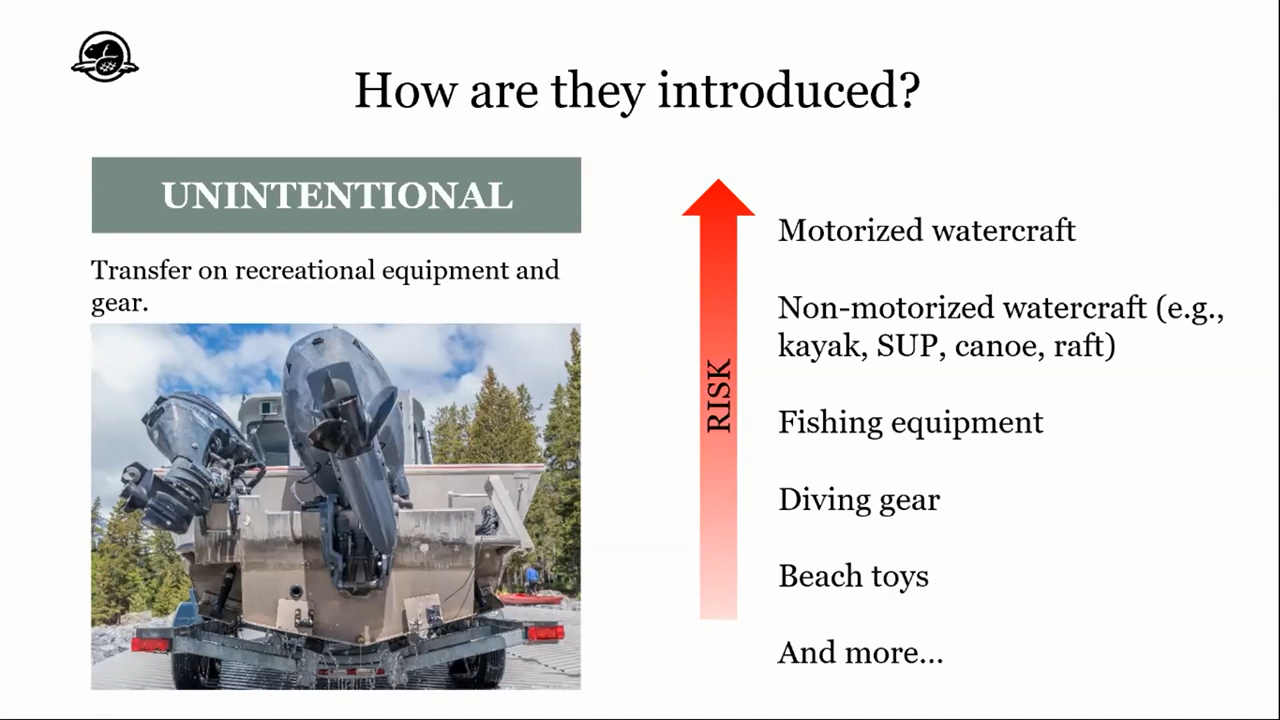 How are they introduced?
UNINTENTIONAL
Transfer on recreational equipment and
gear.
RISK
Motorized watercraft
Non-motorized watercraft (e.g.,
kayak, SUP, canoe, raft)
Fishing equipment
Diving gear
Beach toys
And more...